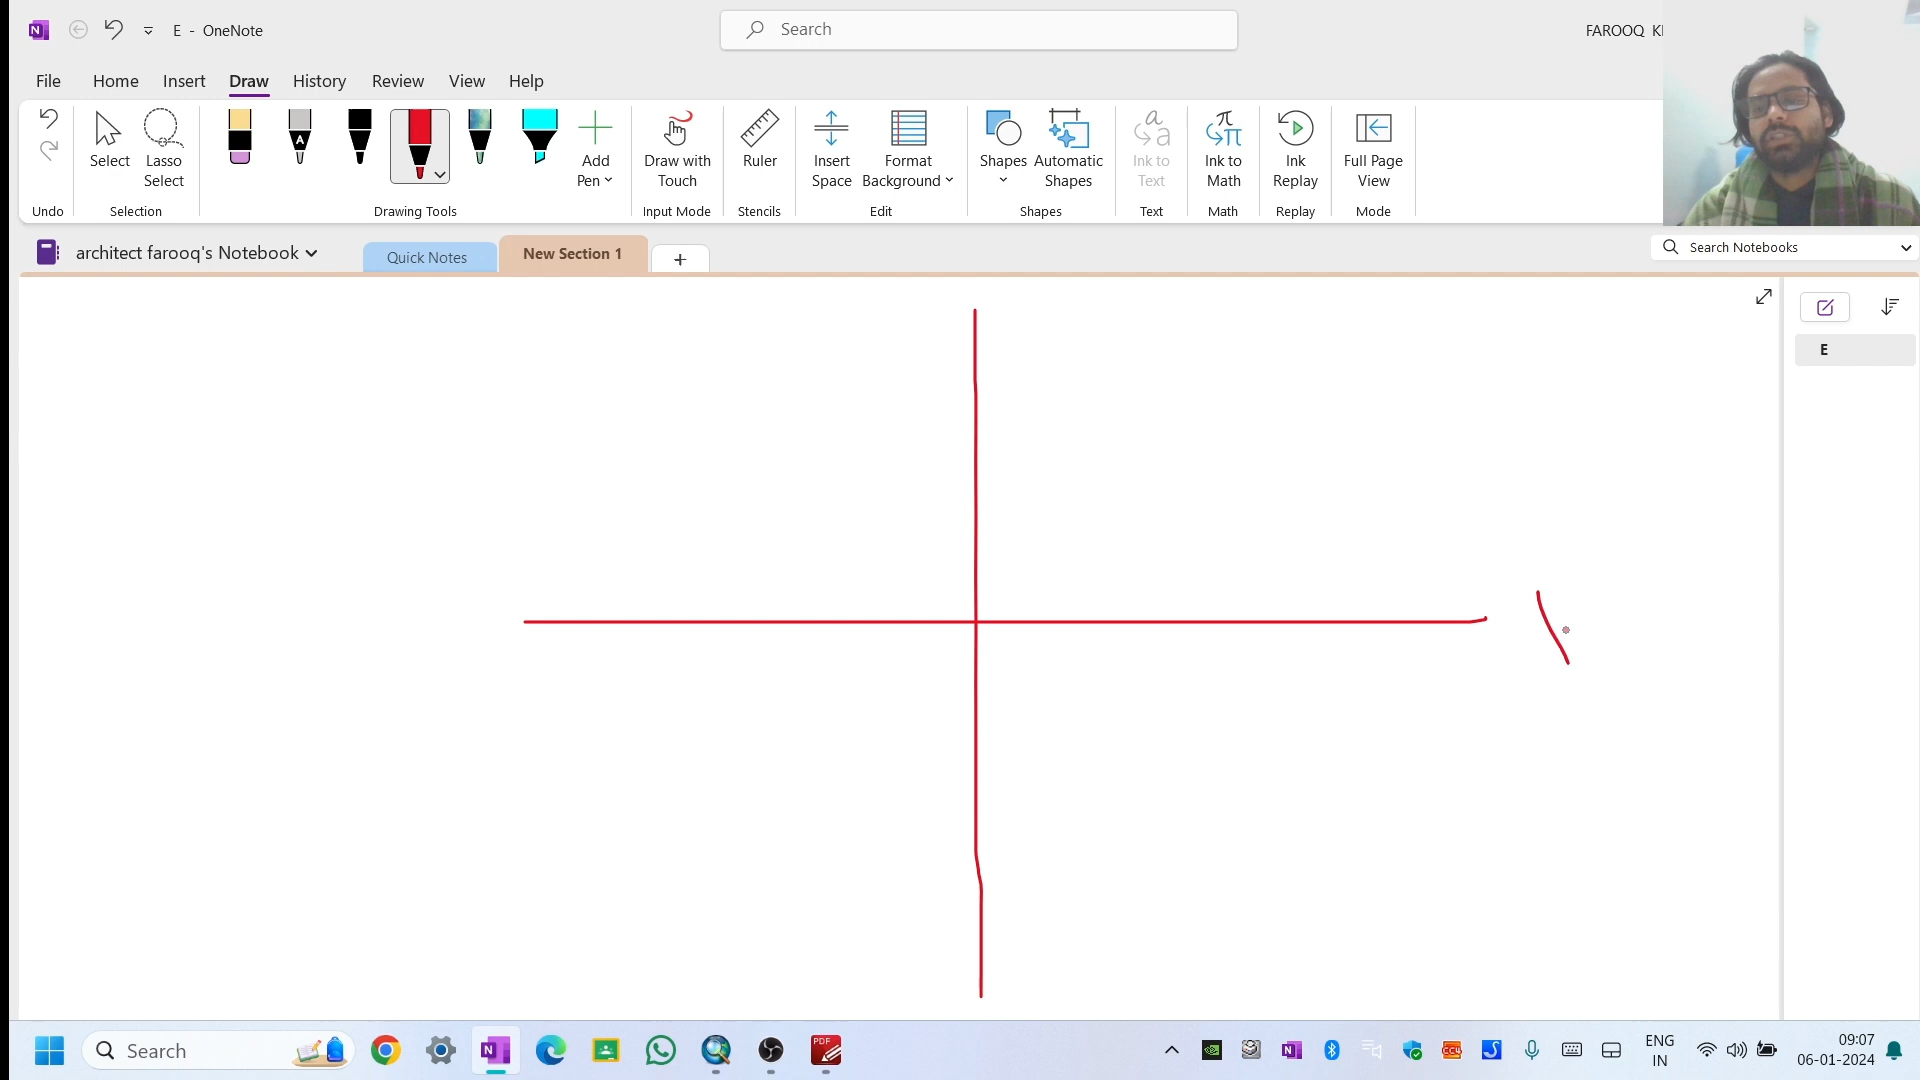 E - OneNote
Search
FAROOQ
File Home Insert Draw History Review View Help
A
Select
Lasso Select
Add Pen
Draw with Touch
Ruler
Insert Space
Format Background
Shapes
Automatic Shapes
Ink to Text
Ink to Math
Ink Replay
Full Page View
Undo Selection Drawing Tools Input Mode Stencils Edit Shapes Text Math Replay Mode
architect farooq's Notebook
Quick Notes
New Section 1
Search Notebooks
E
Search
PDF
ENG
IN
09:07
06-01-2024